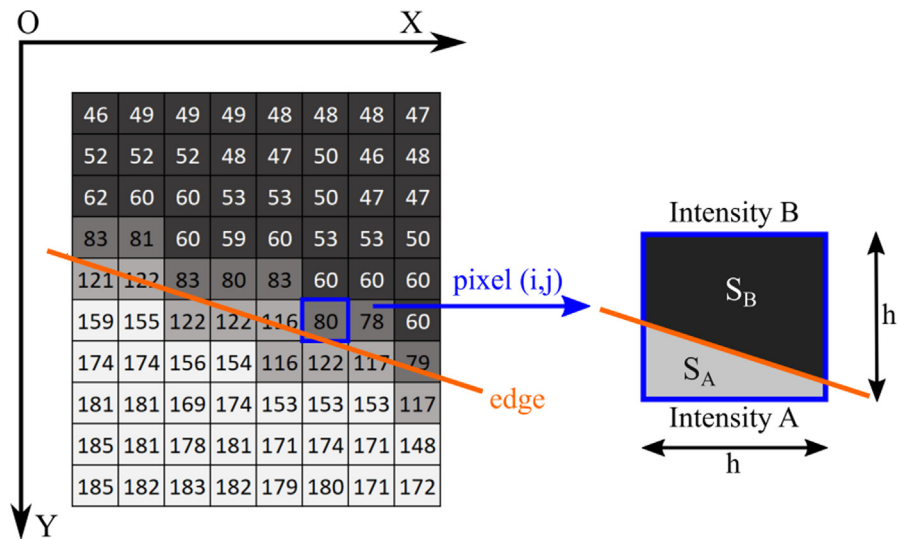 O X
46 49 49 49 48 48 48 47
52 52 52 48 47 50 46 48
62 60 60 53 53 50 47 47
83 81 60 59 60 53 53 50
121 122 83 80 83 60 60 60
159 155 122 122 116 80 78 60
174 174 156 154 116 122 117 79
181 181 169 174 153 153 153 117
185 181 178 181 171 174 171 148
185 182 183 182 179 180 171 172
Y
edge
pixel (i,j)
Intensity B
S_B
h
S_A
Intensity A
h